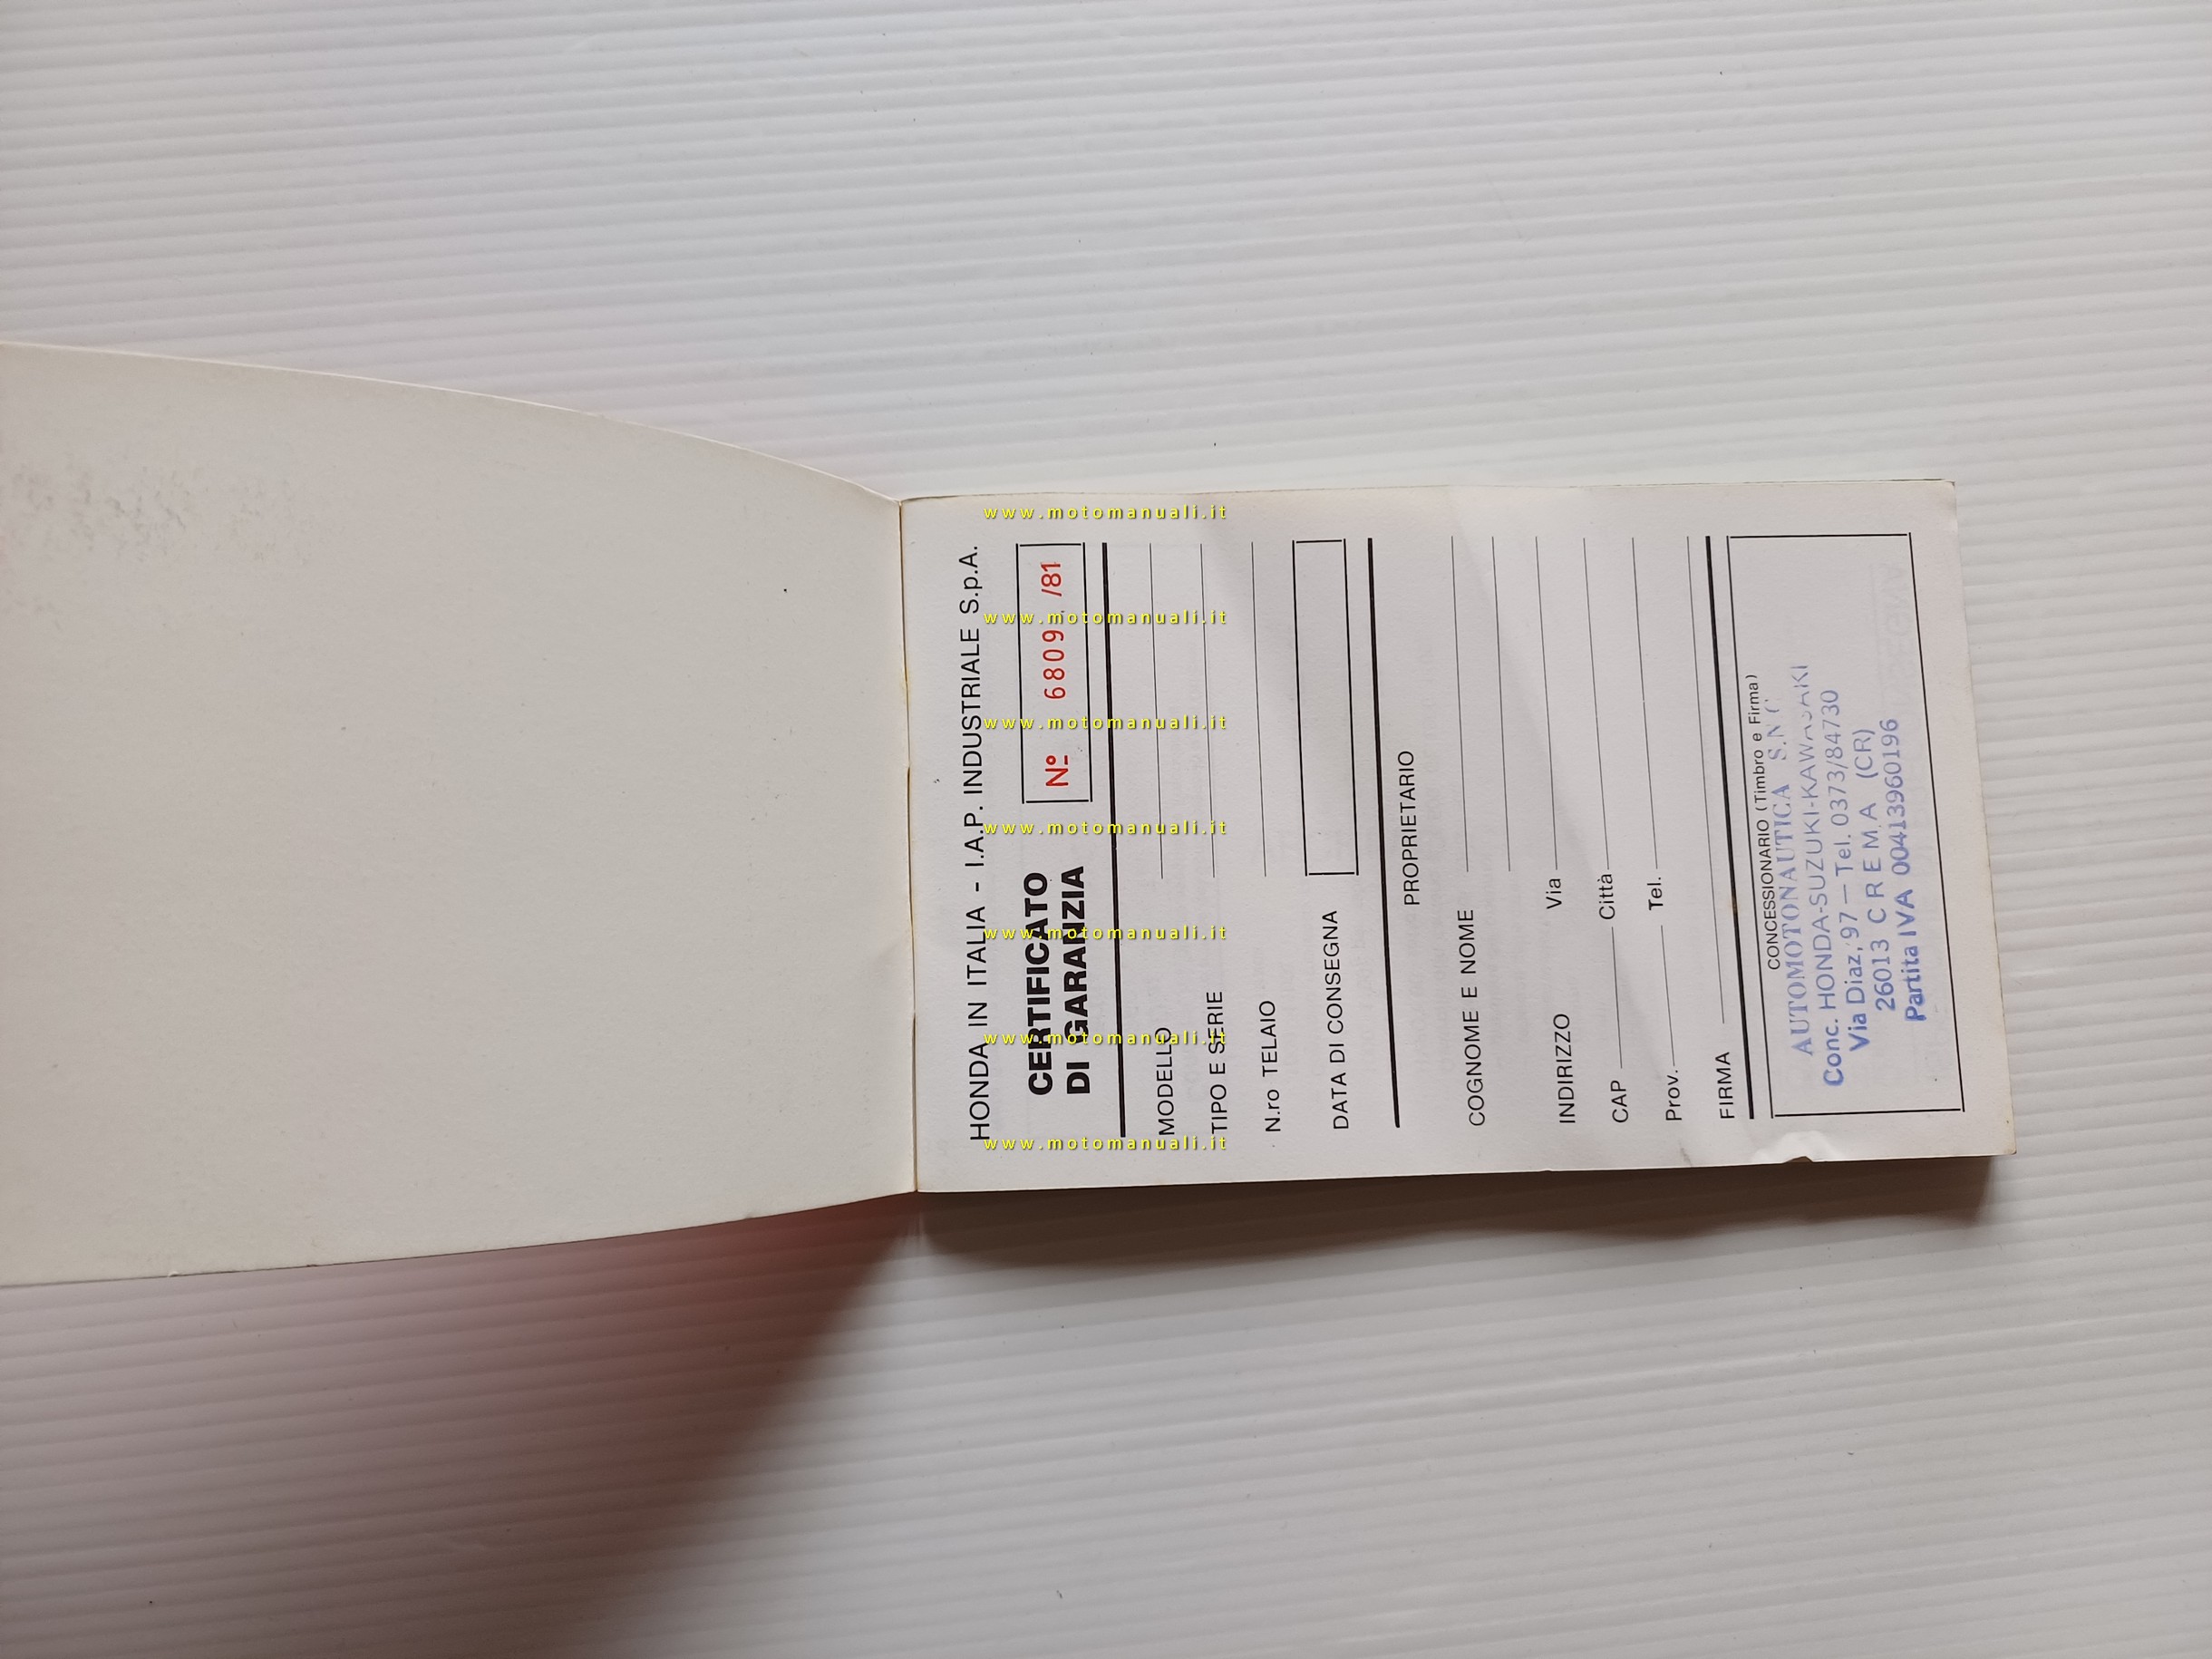 HONDA IN ITALIA - I.A.P. INDUSTRIALE S.p.A.
CERTIFICATO
DI GARANZIA
Nº 6809 /81
MODELLO
TIPO E SERIE
N.ro TELAIO
DATA DI CONSEGNA
PROPRIETARIO
COGNOME E NOME
INDIRIZZO Via
CAP Città
Prov. Tel.
FIRMA
CONCESSIONARIO (Timbro e Firma)
AUTOMOTONAUTICA S.N.C.
Conc. HONDA-SUZUKI-KAWASAKI
Via Diaz, 97 — Tel. 0373/84730
26013 CREMA (CR)
Partita IVA 00413960196
www.motomanuali.it
www.motomanuali.it
www.motomanuali.it
www.motomanuali.it
www.motomanuali.it
www.motomanuali.it
www.motomanuali.it